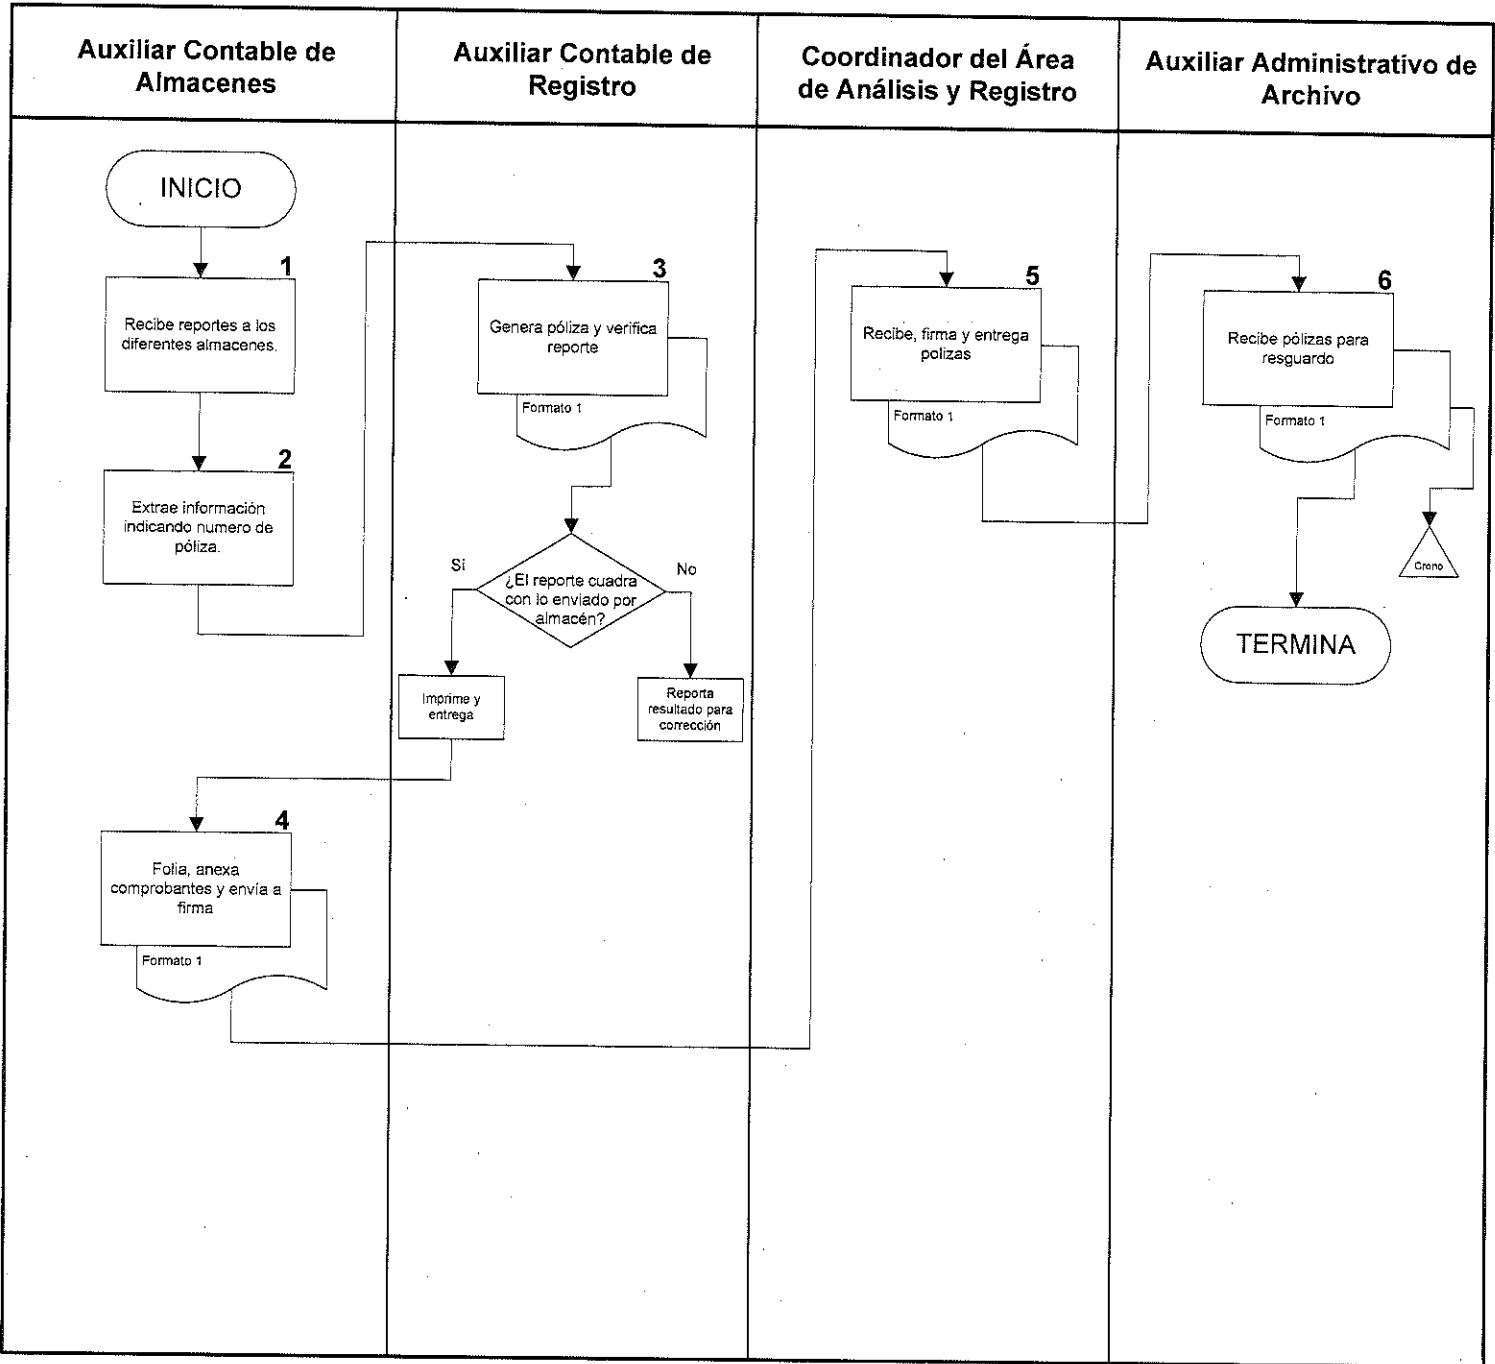 Auxiliar Contable de
Almacenes
Auxiliar Contable de
Registro
Coordinador del Área
de Análisis y Registro
Auxiliar Administrativo de
Archivo
INICIO
1
Recibe reportes a los
diferentes almacenes.
2
Extrae información
indicando numero de
póliza.
3
Genera póliza y verifica
reporte
Formato 1
¿El reporte cuadra
con lo enviado por
almacén?
Si
No
Imprime y
entrega
Reporta
resultado para
corrección
4
Folia, anexa
comprobantes y envía a
firma
Formato 1
5
Recibe, firma y entrega
polizas
Formato 1
6
Recibe pólizas para
resguardo
Formato 1
Crono
TERMINA